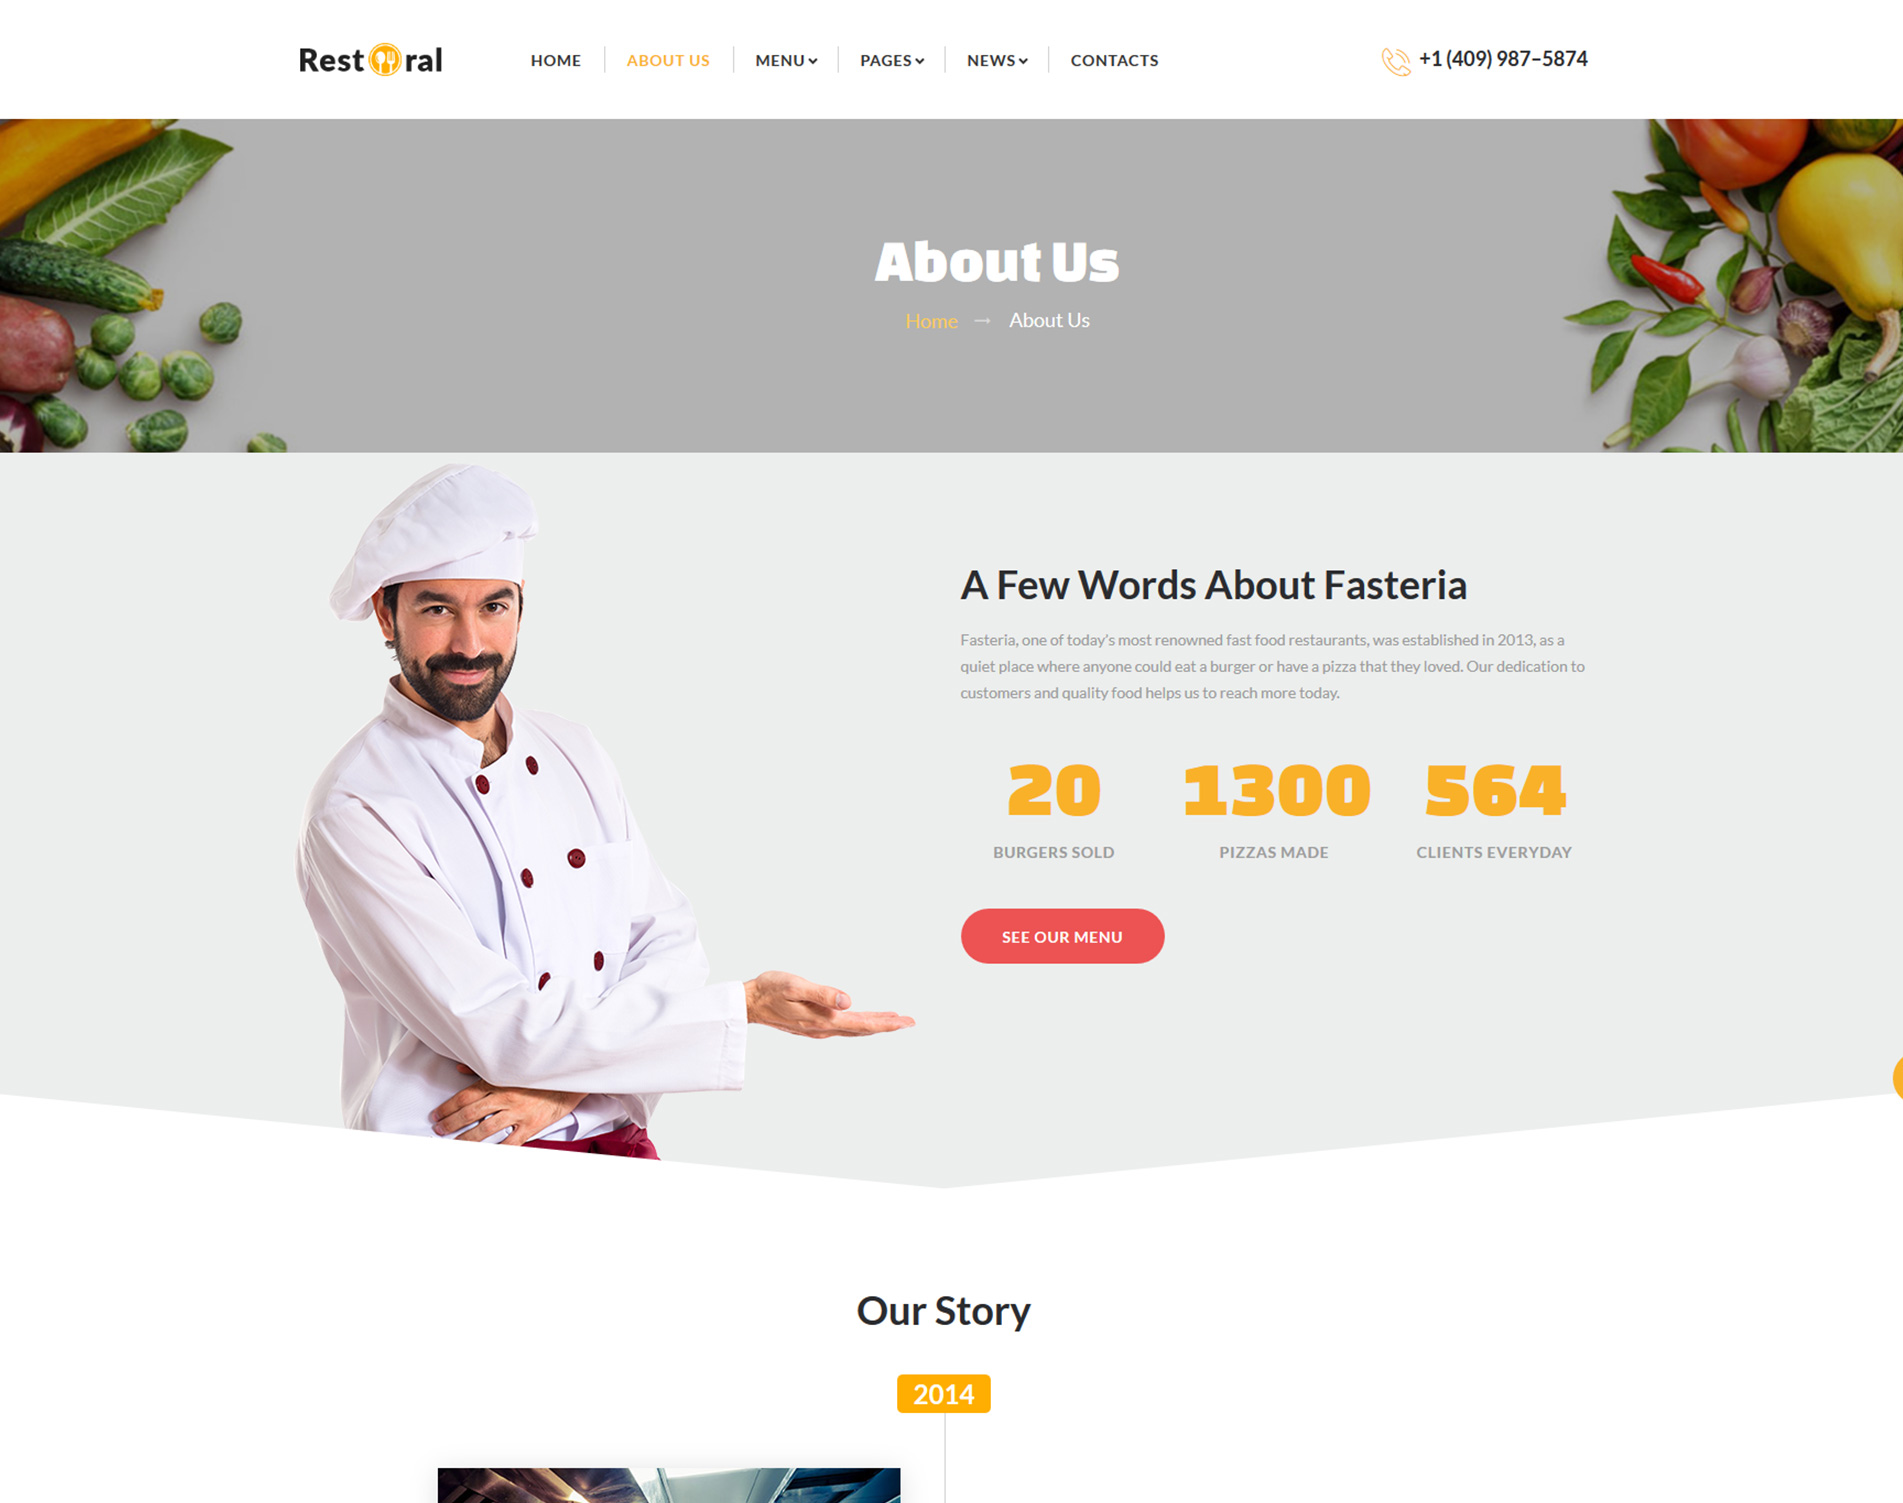 Rest ral
HOME
ABOUT US
MENU
PAGES
NEWS
CONTACTS
+1 (409) 987–5874
About Us
Home → About Us
A Few Words About Fasteria
Fasteria, one of today's most renowned fast food restaurants, was established in 2013, as a
quiet place where anyone could eat a burger or have a pizza that they loved. Our dedication to
customers and quality food helps us to reach more today.
20
BURGERS SOLD
1300
PIZZAS MADE
564
CLIENTS EVERYDAY
SEE OUR MENU
Our Story
2014